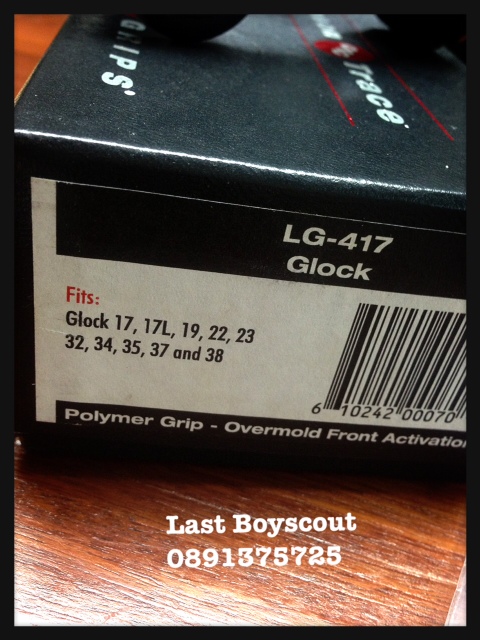 GRIPS
Trace
LG-417
Glock
Fits:
Glock 17, 17L, 19, 22, 23
32, 34, 35, 37 and 38
6 10242 00070
Polymer Grip - Overmold Front Activation
Last Boyscout
0891375725